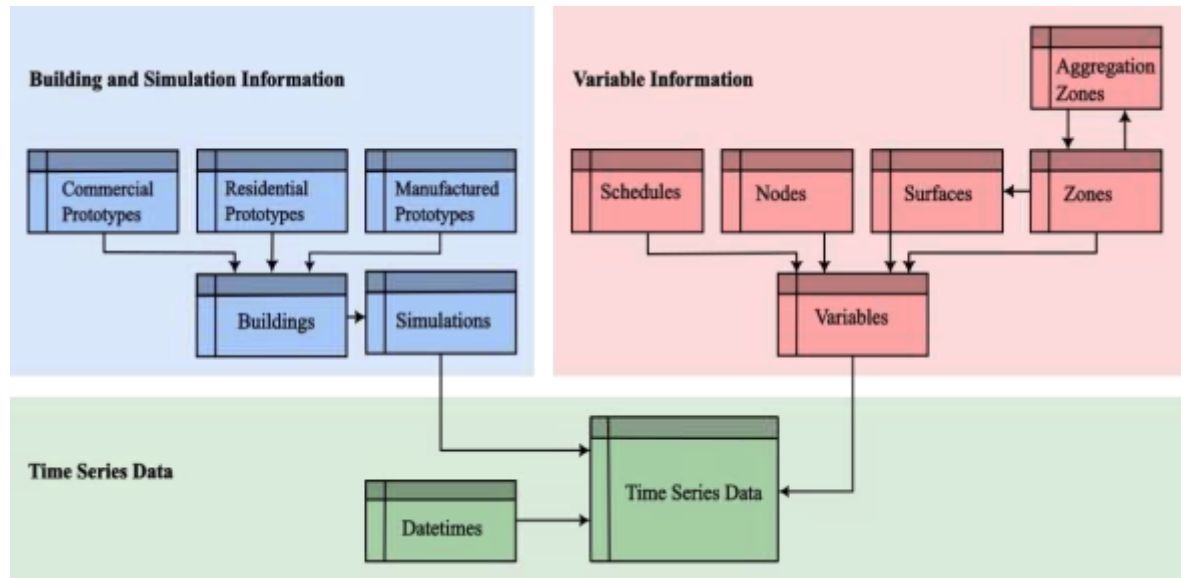 Building and Simulation Information
Commercial
Prototypes
Residential
Prototypes
Manufactured
Prototypes
Buildings
Simulations
Variable Information
Aggregation
Zones
Schedules
Nodes
Surfaces
Zones
Variables
Time Series Data
Datetimes
Time Series Data